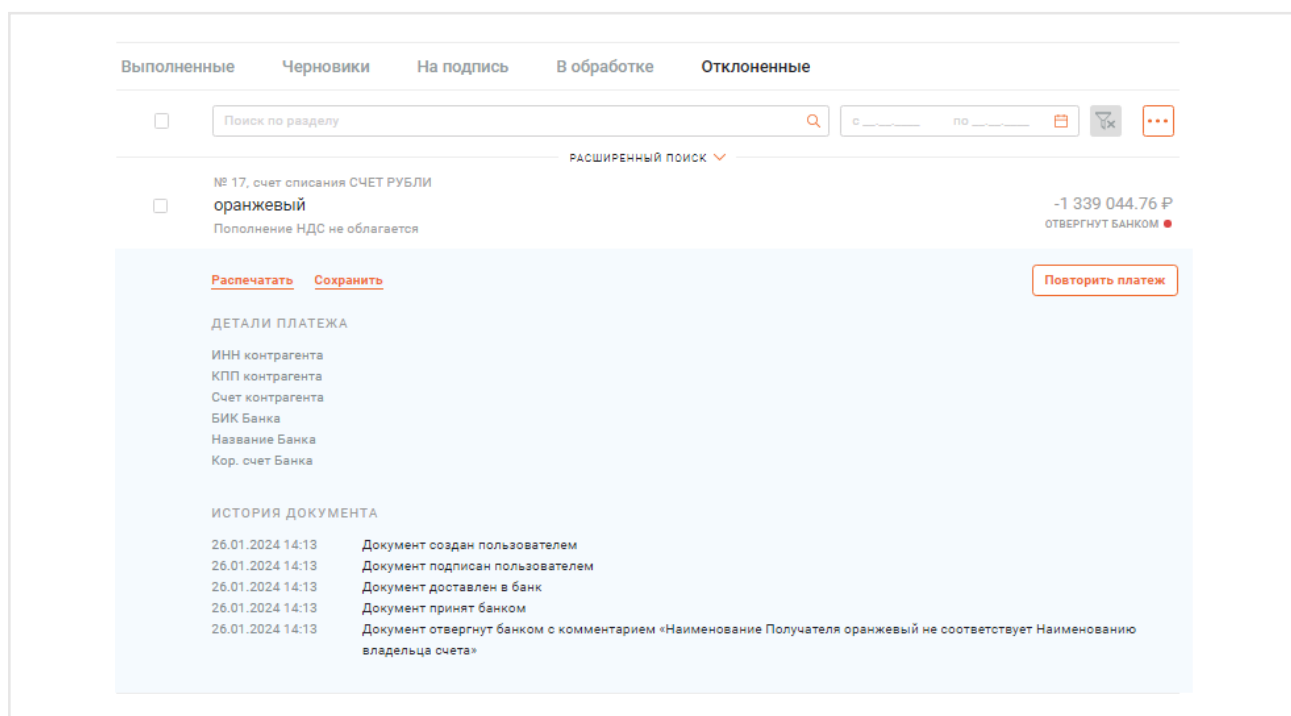 Выполненные Черновики На подпись В обработке Отклоненные
Поиск по разделу с __.__.____ по __.__.____
РАСШИРЕННЫЙ ПОИСК
№ 17, счет списания СЧЕТ РУБЛИ
оранжевый -1 339 044.76 ₽
Пополнение НДС не облагается ОТВЕРГНУТ БАНКОМ
Распечатать Сохранить Повторить платеж
ДЕТАЛИ ПЛАТЕЖА
ИНН контрагента
КПП контрагента
Счет контрагента
БИК Банка
Название Банка
Кор. счет Банка
ИСТОРИЯ ДОКУМЕНТА
26.01.2024 14:13 Документ создан пользователем
26.01.2024 14:13 Документ подписан пользователем
26.01.2024 14:13 Документ доставлен в банк
26.01.2024 14:13 Документ принят банком
26.01.2024 14:13 Документ отвергнут банком с комментарием «Наименование Получателя оранжевый не соответствует Наименованию
владельца счета»